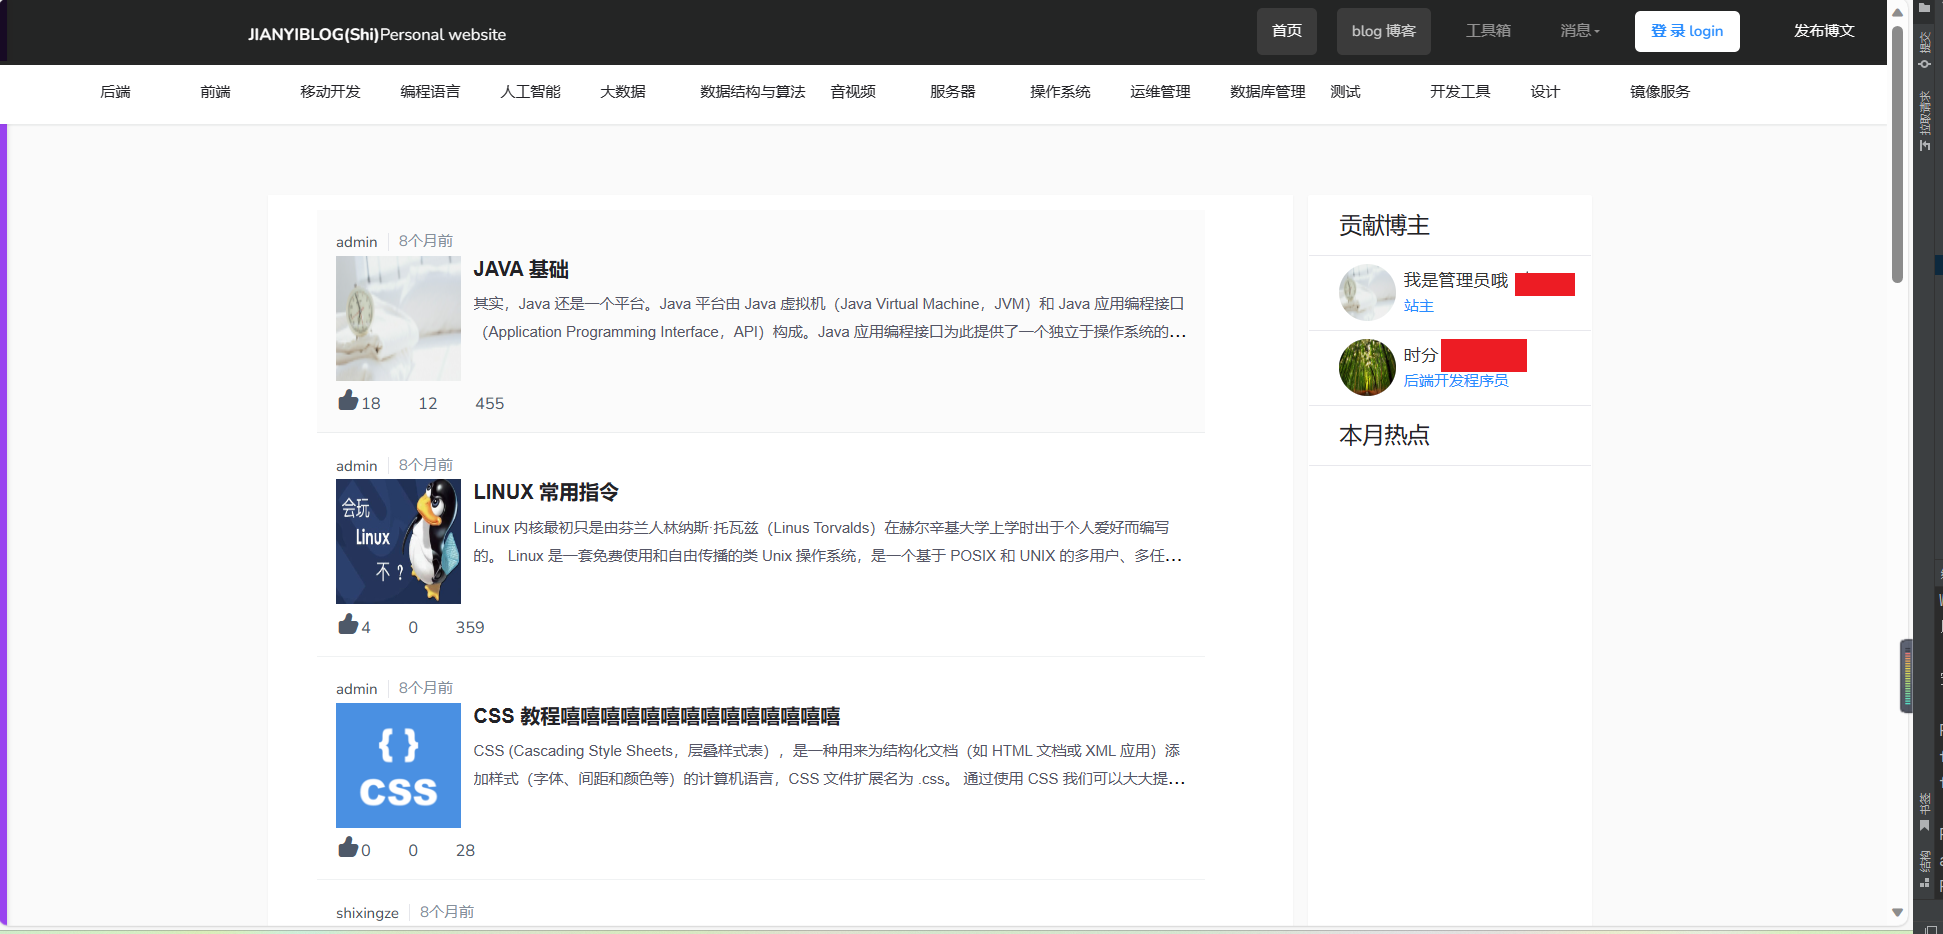 JIANYIBLOG(Shi)Personal website
首页
blog 博客
工具箱
消息
登 录 login
发布博文
后端
前端
移动开发
编程语言
人工智能
大数据
数据结构与算法
音视频
服务器
操作系统
运维管理
数据库管理
测试
开发工具
设计
镜像服务
admin
8个月前
JAVA 基础
其实，Java 还是一个平台。Java 平台由 Java 虚拟机（Java Virtual Machine，JVM）和 Java 应用编程接口
（Application Programming Interface，API）构成。Java 应用编程接口为此提供了一个独立于操作系统的...
18
12
455
admin
8个月前
LINUX 常用指令
会玩
Linux
不？
Linux 内核最初只是由芬兰人林纳斯·托瓦兹（Linus Torvalds）在赫尔辛基大学上学时出于个人爱好而编写
的。 Linux 是一套免费使用和自由传播的类 Unix 操作系统，是一个基于 POSIX 和 UNIX 的多用户、多任...
4
0
359
admin
8个月前
CSS 教程嘻嘻嘻嘻嘻嘻嘻嘻嘻嘻嘻嘻嘻嘻
{}
CSS
CSS (Cascading Style Sheets，层叠样式表），是一种用来为结构化文档（如 HTML 文档或 XML 应用）添
加样式（字体、间距和颜色等）的计算机语言，CSS 文件扩展名为 .css。 通过使用 CSS 我们可以大大提...
0
0
28
shixingze
8个月前
贡献博主
我是管理员哦
站主
时分
后端开发程序员
本月热点
提交
拉取请求
书签
结构